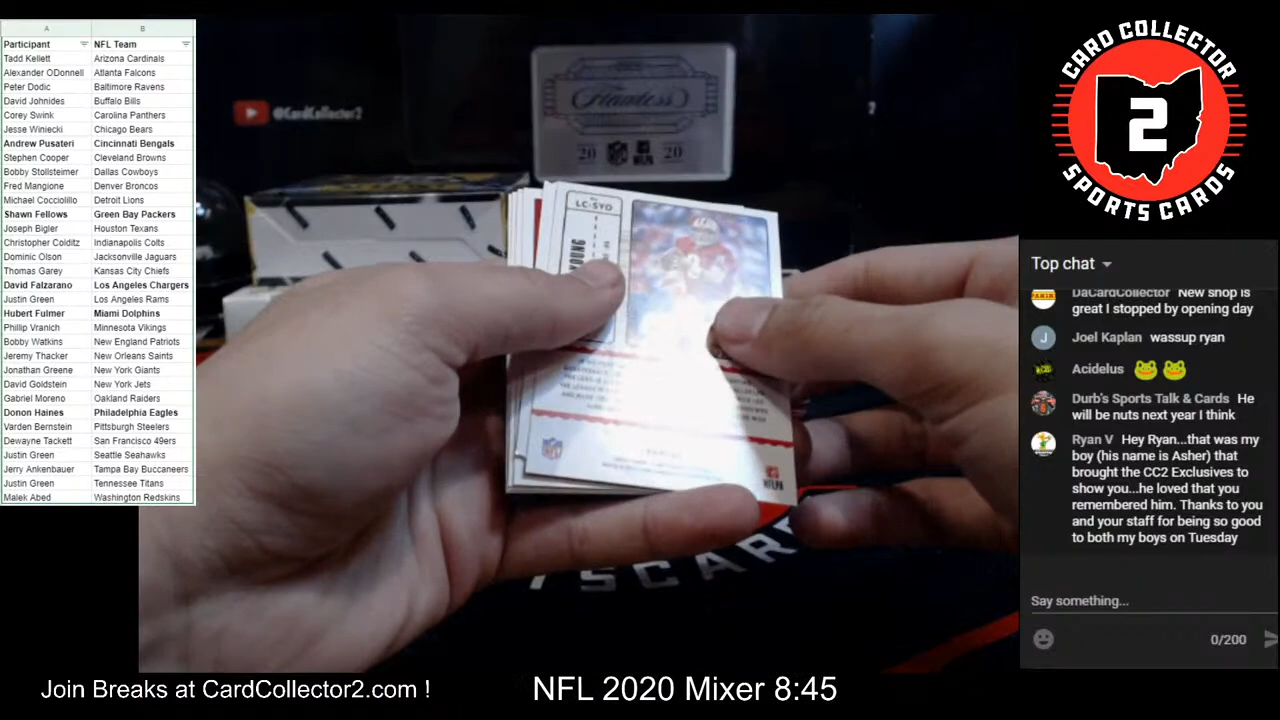 A B
Participant NFL Team
Tadd Kellett Arizona Cardinals
Alexander ODonnell Atlanta Falcons
Peter Dodic Baltimore Ravens
David Johnides Buffalo Bills
Corey Swink Carolina Panthers
Jesse Winiecki Chicago Bears
Andrew Pusateri Cincinnati Bengals
Stephen Cooper Cleveland Browns
Bobby Stollsteimer Dallas Cowboys
Fred Mangione Denver Broncos
Michael Cocciolillo Detroit Lions
Shawn Fellows Green Bay Packers
Joseph Bigler Houston Texans
Christopher Colditz Indianapolis Colts
Dominic Olson Jacksonville Jaguars
Thomas Garey Kansas City Chiefs
David Falzarano Los Angeles Chargers
Justin Green Los Angeles Rams
Hubert Fulmer Miami Dolphins
Phillip Vranich Minnesota Vikings
Bobby Watkins New England Patriots
Jeremy Thacker New Orleans Saints
Jonathan Greene New York Giants
David Goldstein New York Jets
Gabriel Moreno Oakland Raiders
Donon Haines Philadelphia Eagles
Varden Bernstein Pittsburgh Steelers
Dewayne Tackett San Francisco 49ers
Justin Green Seattle Seahawks
Jerry Ankenbauer Tampa Bay Buccaneers
Justin Green Tennessee Titans
Malek Abed Washington Redskins
@CardCollector2
Flawless
20 NFL 20
LC-SYO
YOUNG
NFLPA
SCAR
CARD COLLECTOR
2
SPORTS CARDS
Top chat
DaCardCollector New shop is
great I stopped by opening day
J Joel Kaplan wassup ryan
Acidelus 🐸 🐸
Durb's Sports Talk & Cards He
will be nuts next year I think
Ryan V Hey Ryan...that was my
boy (his name is Asher) that
brought the CC2 Exclusives to
show you...he loved that you
remembered him. Thanks to you
and your staff for being so good
to both my boys on Tuesday
Say something...
0/200
Join Breaks at CardCollector2.com !
NFL 2020 Mixer 8:45